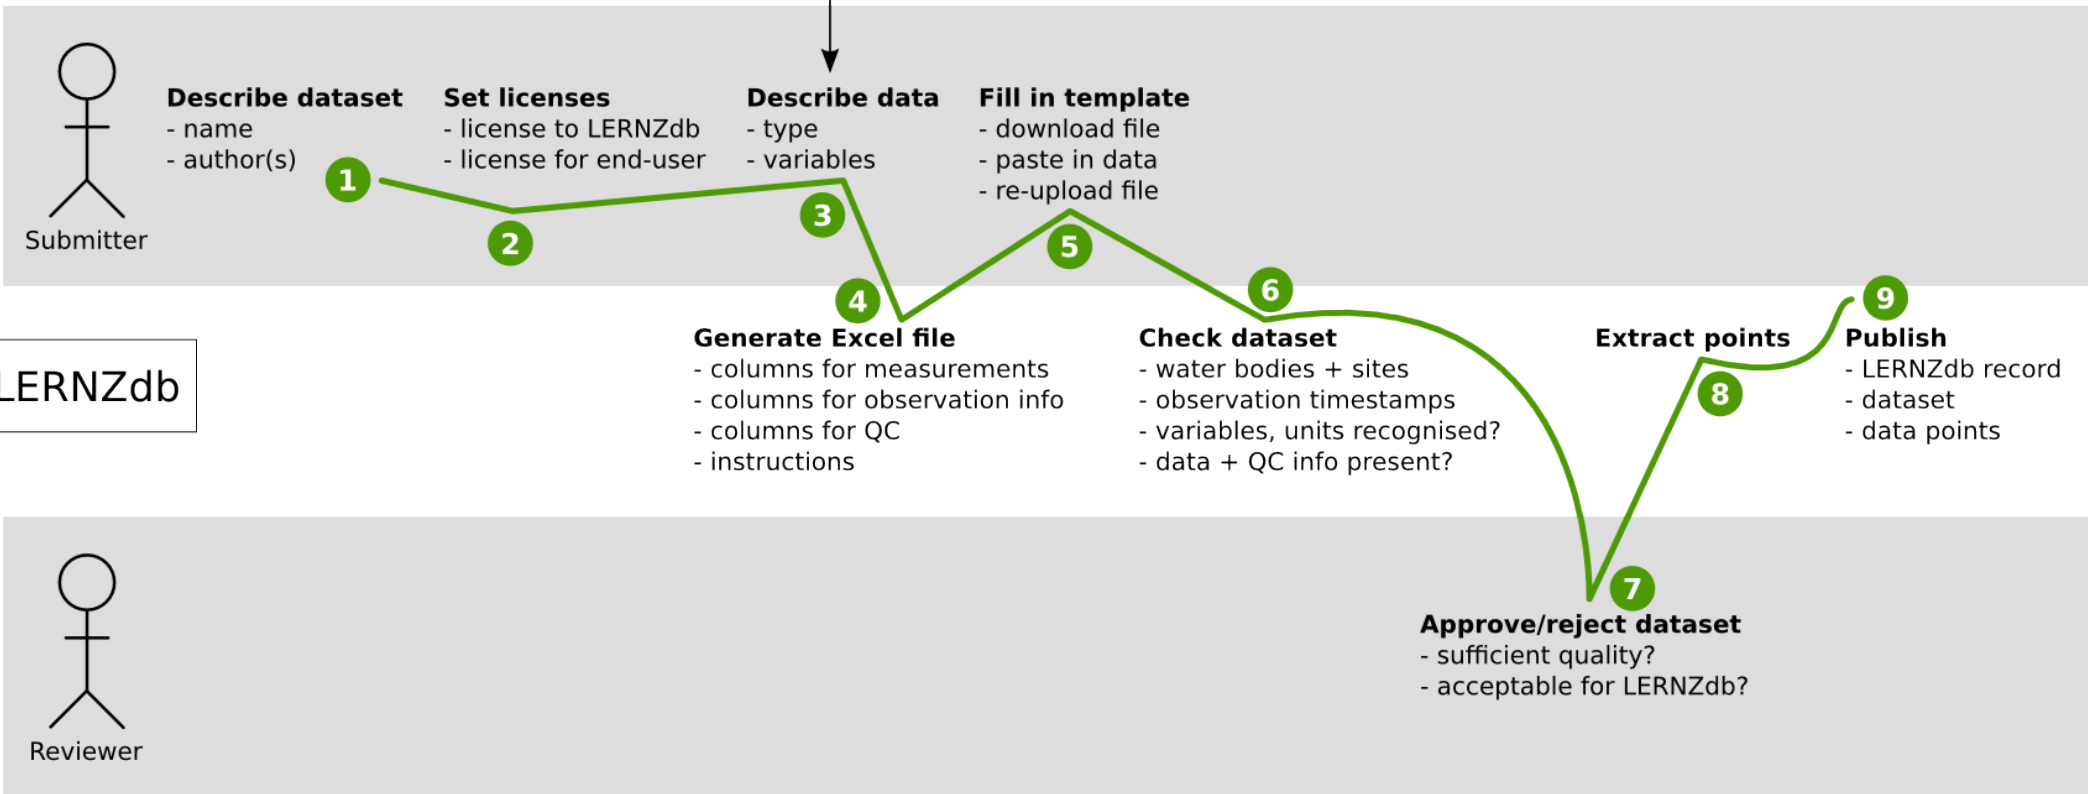 Describe dataset
- name
- author(s)
1
Set licenses
- license to LERNZdb
- license for end-user
2
Describe data
- type
- variables
3
Fill in template
- download file
- paste in data
- re-upload file
5
Submitter
4
Generate Excel file
- columns for measurements
- columns for observation info
- columns for QC
- instructions
6
Check dataset
- water bodies + sites
- observation timestamps
- variables, units recognised?
- data + QC info present?
Extract points
8
9
Publish
- LERNZdb record
- dataset
- data points
LERNZdb
7
Approve/reject dataset
- sufficient quality?
- acceptable for LERNZdb?
Reviewer